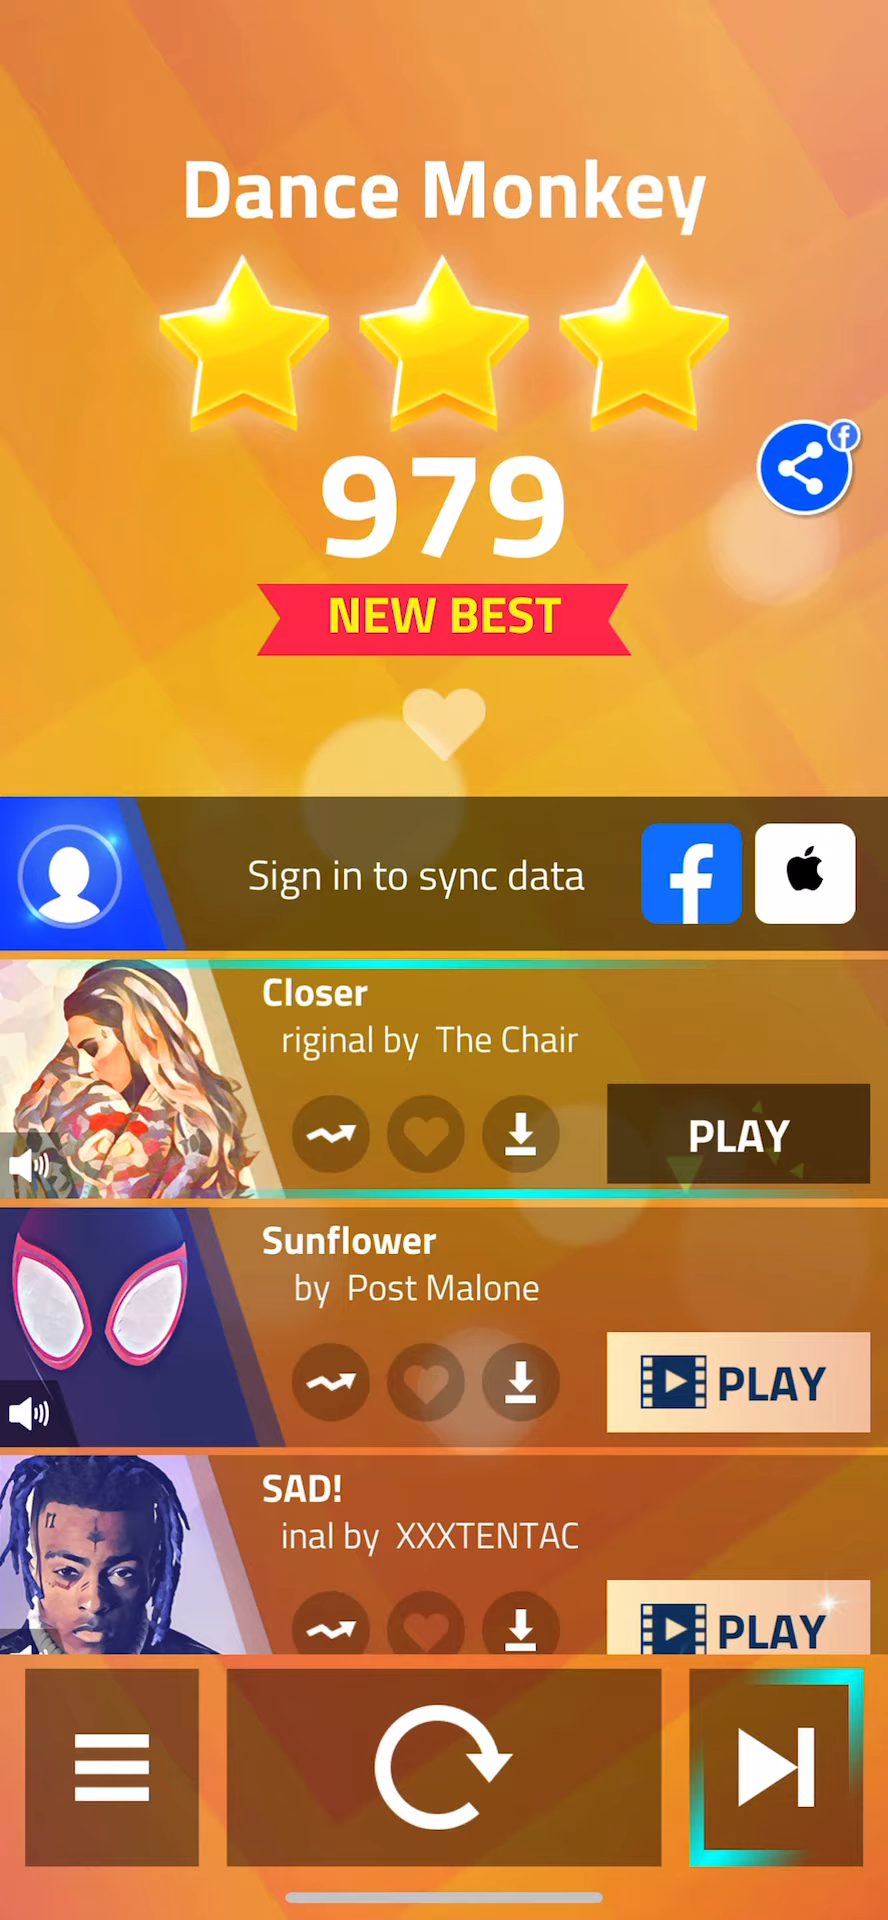 Dance Monkey
979
NEW BEST
Sign in to sync data
Closer
riginal by The Chair
PLAY
Sunflower
by Post Malone
PLAY
SAD!
inal by XXXTENTAC
PLAY